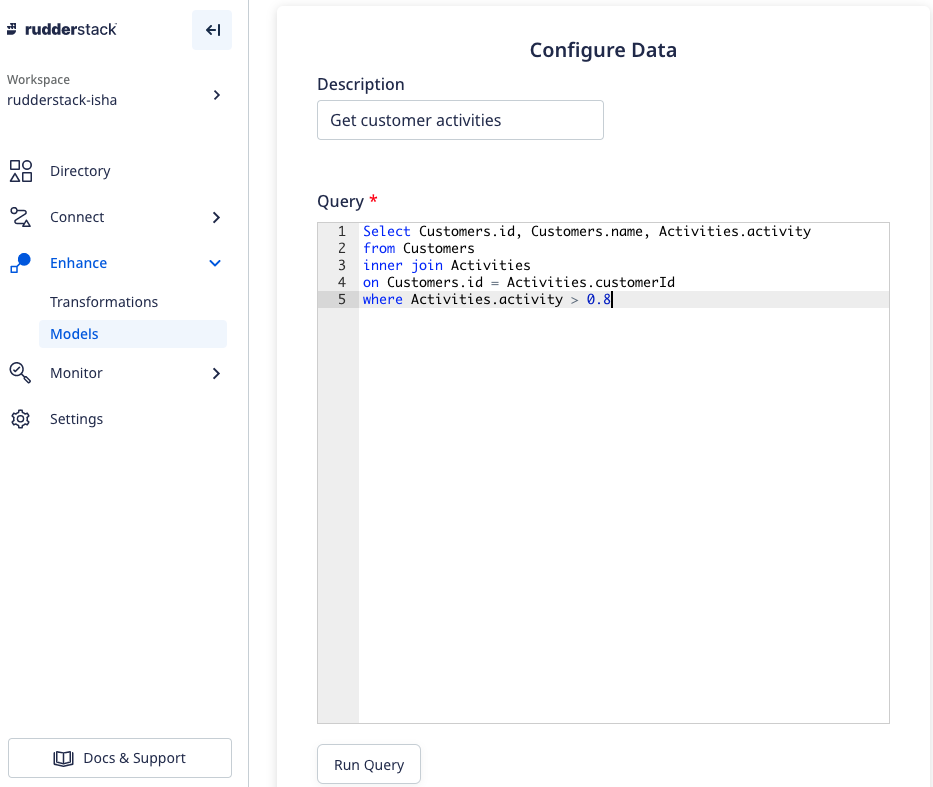 rudderstack
Workspace
rudderstack-isha
Directory
Connect
Enhance
Transformations
Models
Monitor
Settings
Docs & Support
Configure Data
Description
Get customer activities
Query *
1 Select Customers.id, Customers.name, Activities.activity
2 from Customers
3 inner join Activities
4 on Customers.id = Activities.customerId
5 where Activities.activity > 0.8
Run Query